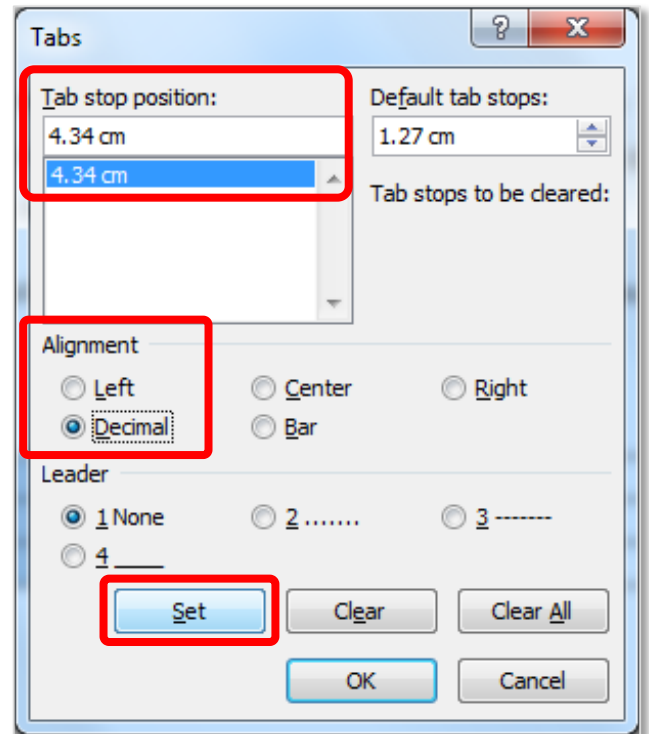 Tabs
Tab stop position:
Default tab stops:
4.34 cm
1.27 cm
4.34 cm
Tab stops to be cleared:
Alignment
Left
Center
Right
Decimal
Bar
Leader
1 None
2 .......
3 -------
4 ___
Set
Clear
Clear All
OK
Cancel